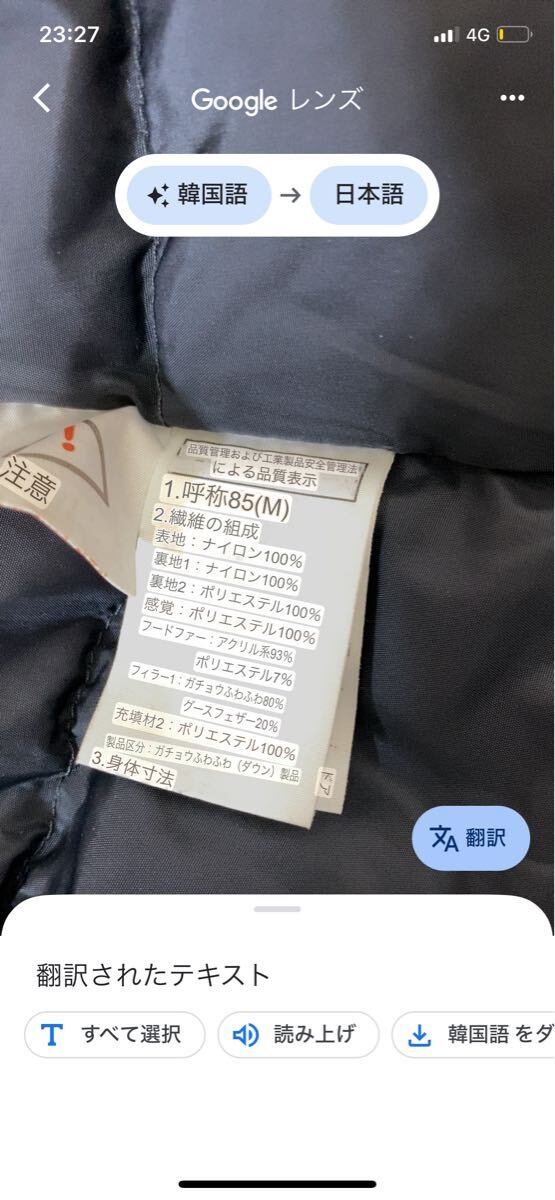 23:27
4G
Google レンズ
韓国語 → 日本語
注意
品質管理および工業製品安全管理法
による品質表示
1.呼称85(M)
2.繊維の組成
表地：ナイロン100%
裏地1：ナイロン100%
裏地2：ポリエステル100%
感覚：ポリエステル100%
フードファー：アクリル系93%
ポリエステル7%
フィラー1：ガチョウふわふわ80%
グースフェザー20%
充填材2：ポリエステル100%
製品区分：ガチョウふわふわ（ダウン）製品
3.身体寸法
ドア
翻訳
翻訳されたテキスト
すべて選択
読み上げ
韓国語 をダ